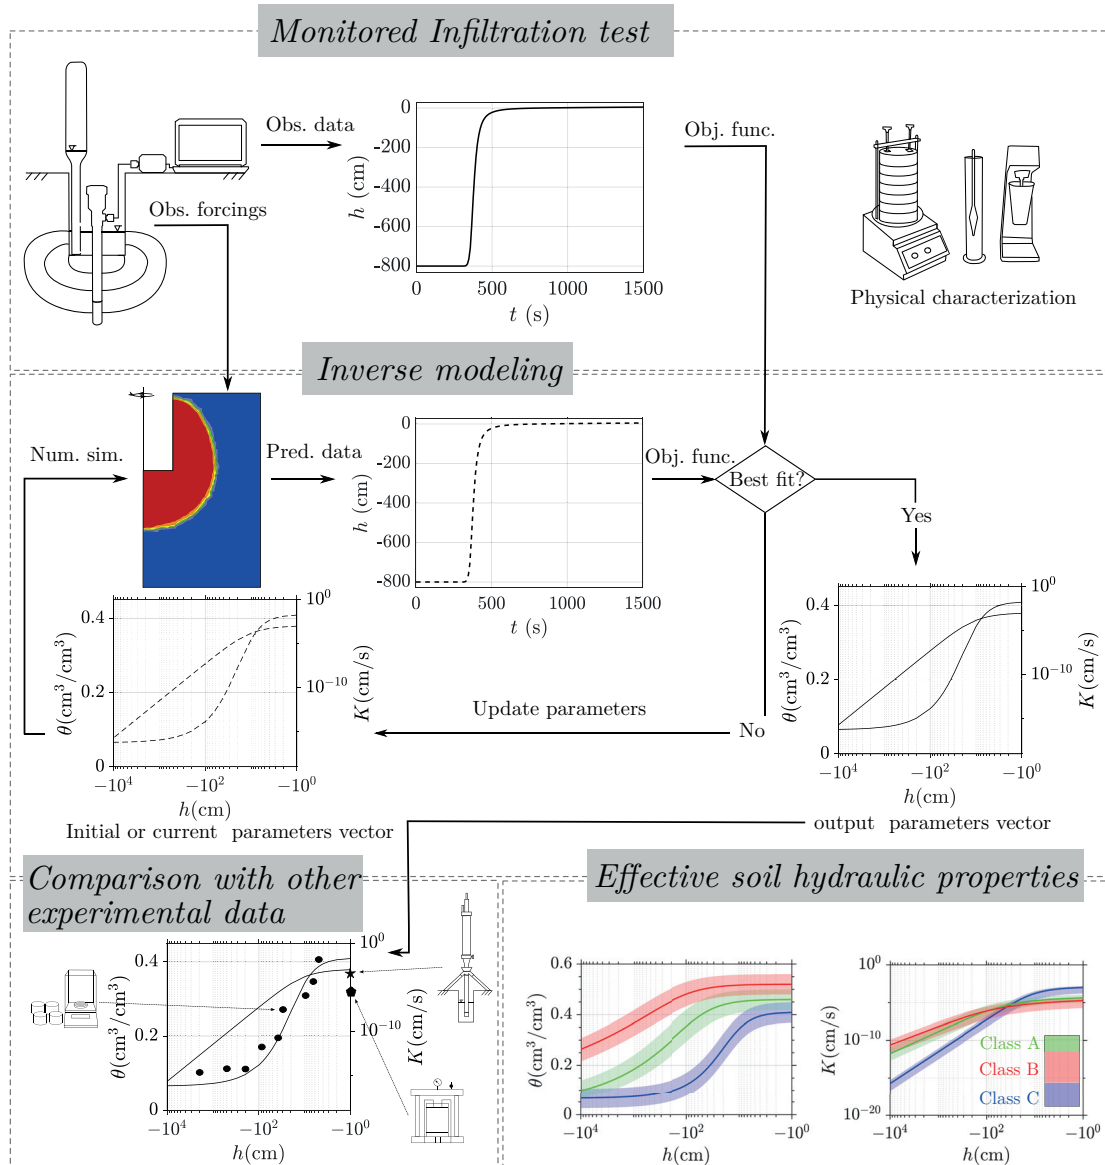 Monitored Infiltration test
Obs. data
Obs. forcings
0
-200
-400
-600
-800
h (cm)
0
500
1000
1500
t (s)
Obj. func.
Physical characterization
Inverse modeling
Num. sim.
Pred. data
0
-200
-400
-600
-800
h (cm)
0
500
1000
1500
t (s)
Obj. func.
Best fit?
Yes
No
Update parameters
0.4
0.2
0
θ(cm³/cm³)
10⁰
10⁻¹⁰
K(cm/s)
−10⁴
−10²
−10⁰
h(cm)
Initial or current parameters vector
0.4
0.2
0
θ(cm³/cm³)
10⁰
10⁻¹⁰
K(cm/s)
−10⁴
−10²
−10⁰
h(cm)
output parameters vector
Comparison with other
experimental data
0.4
0.2
0
θ(cm³/cm³)
10⁰
10⁻¹⁰
K(cm/s)
−10⁴
−10²
−10⁰
h(cm)
Effective soil hydraulic properties
0.6
0.4
0.2
0
θ(cm³/cm³)
−10⁴
−10²
−10⁰
h(cm)
10⁰
10⁻¹⁰
10⁻²⁰
K(cm/s)
Class A
Class B
Class C
−10⁴
−10²
−10⁰
h(cm)